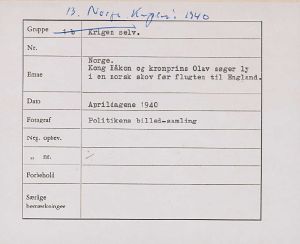 13. Norge Krigen i 1940
Gruppe Krigen selv.
Nr.
Norge.
Emne Kong HÅkon og kronprins Olav søger ly
i en norsk skov før flugten til England.
Dato Aprildagene 1940
Fotograf Politikens billed-samling
Neg. opbev.
„ nr.
Forbehold
Særlige
bemærkninger